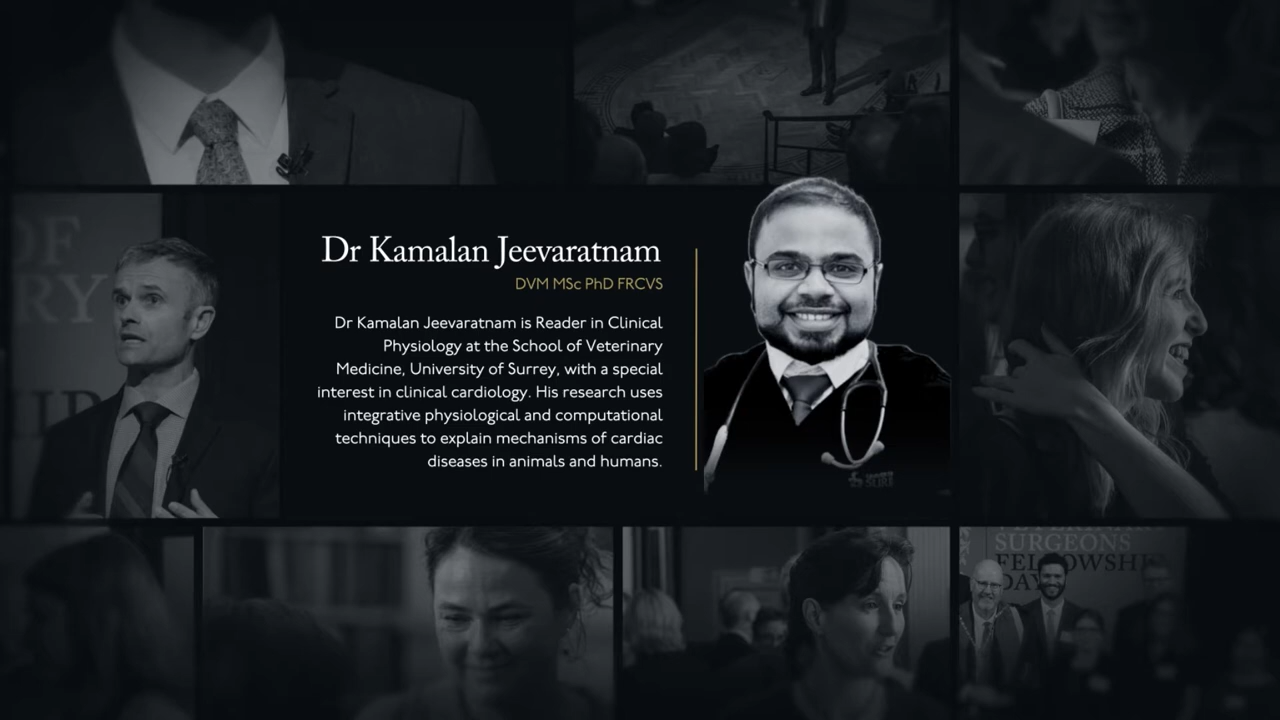 OF
RY
Dr Kamalan Jeevaratnam
DVM MSc PhD FRCVS
Dr Kamalan Jeevaratnam is Reader in Clinical
Physiology at the School of Veterinary
Medicine, University of Surrey, with a special
interest in clinical cardiology. His research uses
integrative physiological and computational
techniques to explain mechanisms of cardiac
diseases in animals and humans.
SURGEONS
FELLOWSHIP
DAY